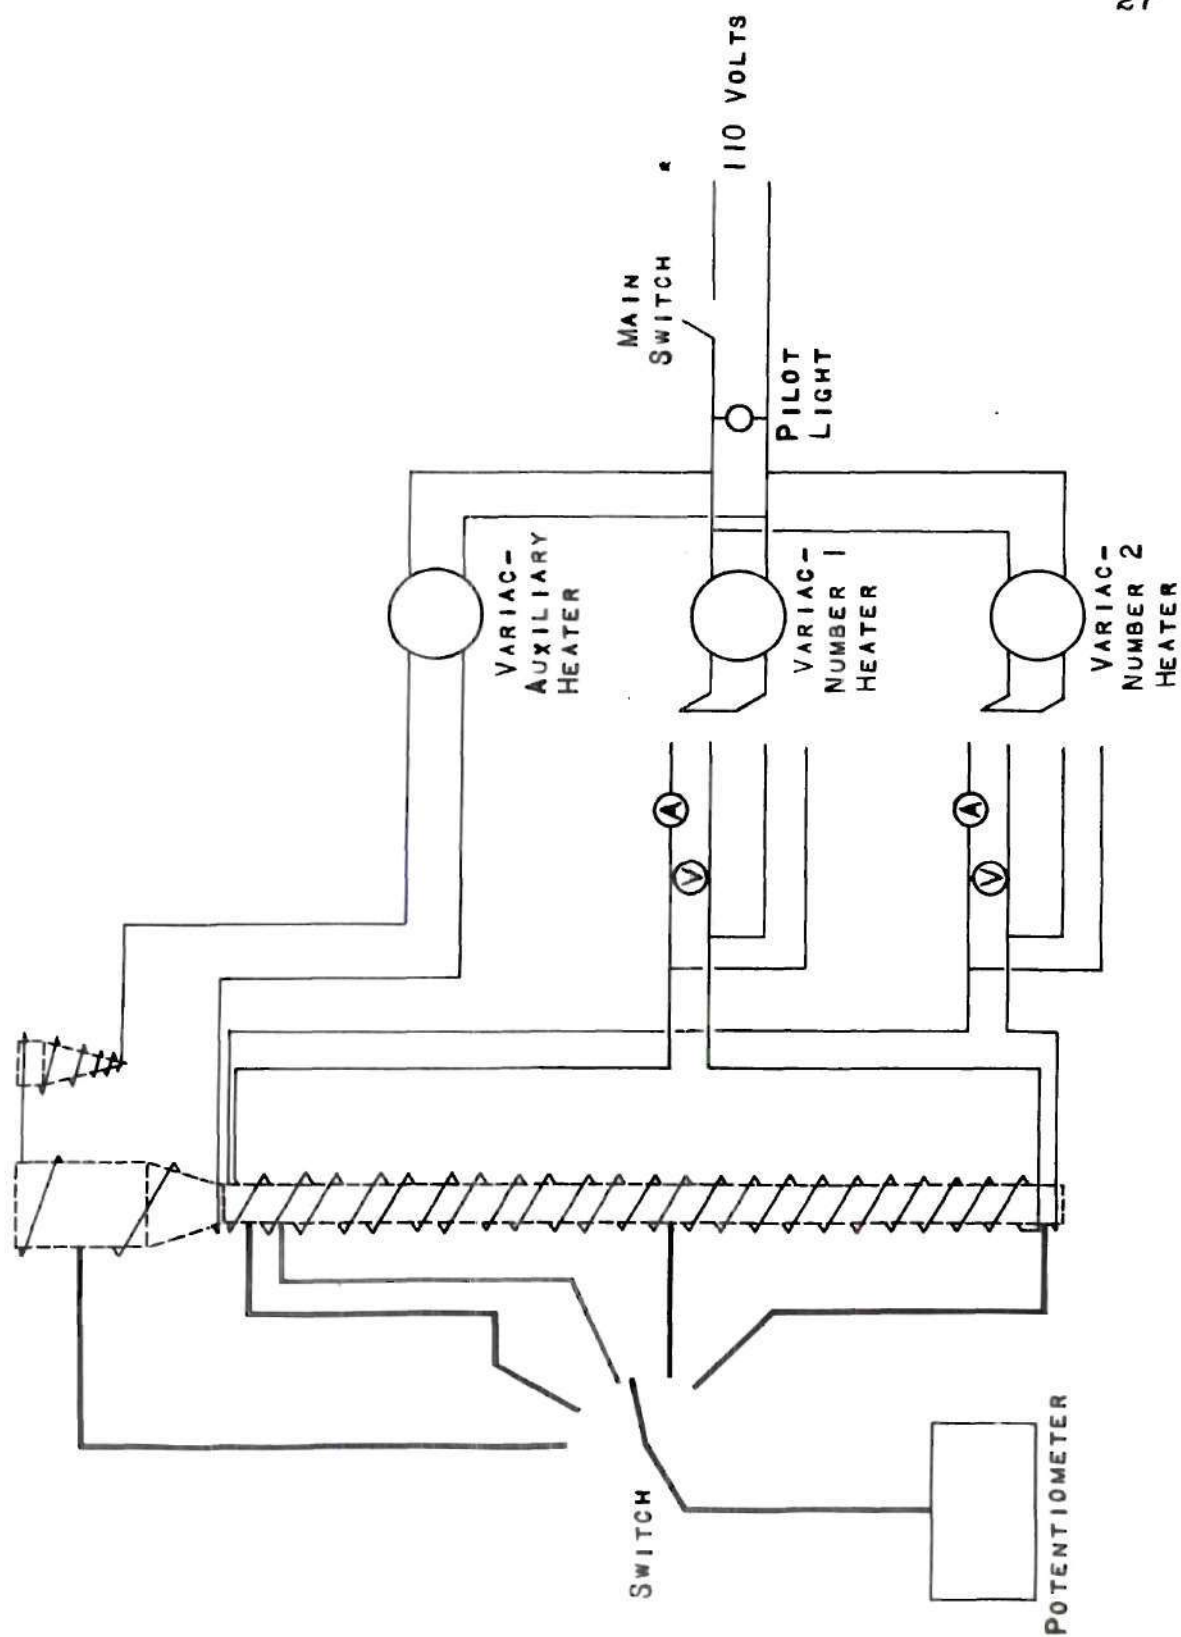 27
110 VOLTS
MAIN
SWITCH
PILOT
LIGHT
VARIAC-
AUXILIARY
HEATER
VARIAC-
NUMBER 1
HEATER
VARIAC-
NUMBER 2
HEATER
A
V
A
V
SWITCH
POTENTIOMETER